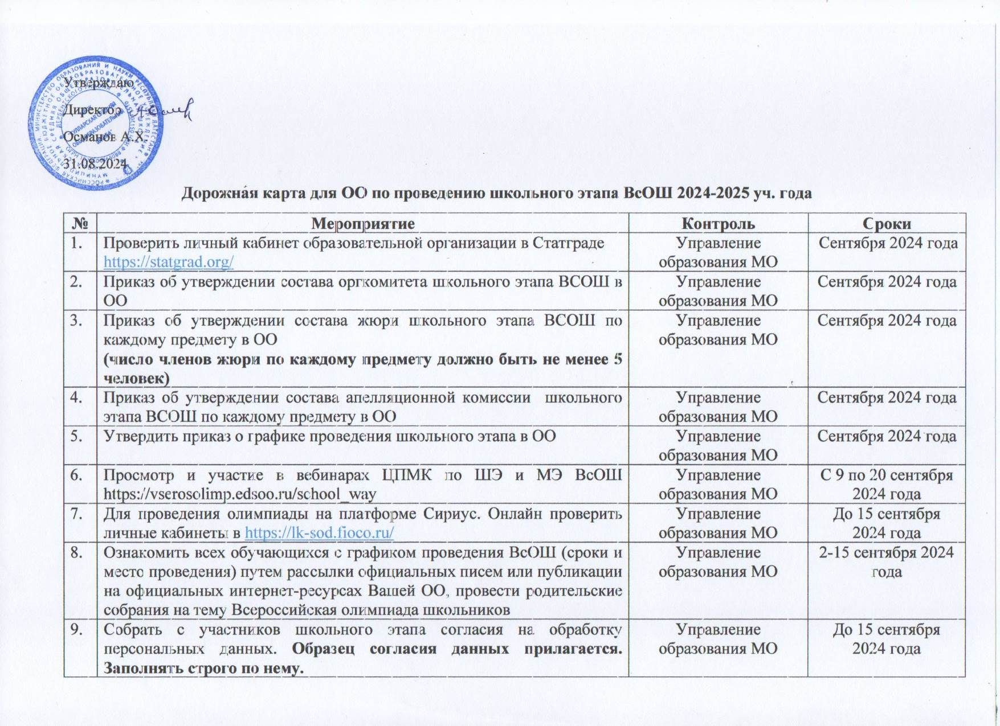 Утверждаю
Директор
Османов А.Х.
31.08.2024
Дорожная карта для ОО по проведению школьного этапа ВсОШ 2024-2025 уч. года
№ Мероприятие Контроль Сроки
1. Проверить личный кабинет образовательной организации в Статграде
https://statgrad.org/
Управление
образования МО
Сентября 2024 года
2. Приказ об утверждении состава оргкомитета школьного этапа ВСОШ в
ОО
Управление
образования МО
Сентября 2024 года
3. Приказ об утверждении состава жюри школьного этапа ВСОШ по
каждому предмету в ОО
(число членов жюри по каждому предмету должно быть не менее 5
человек)
Управление
образования МО
Сентября 2024 года
4. Приказ об утверждении состава апелляционной комиссии школьного
этапа ВСОШ по каждому предмету в ОО
Управление
образования МО
Сентября 2024 года
5. Утвердить приказ о графике проведения школьного этапа в ОО
Управление
образования МО
Сентября 2024 года
6. Просмотр и участие в вебинарах ЦПМК по ШЭ и МЭ ВсОШ
https://vserosolimp.edsoo.ru/school_way
Управление
образования МО
С 9 по 20 сентября
2024 года
7. Для проведения олимпиады на платформе Сириус. Онлайн проверить
личные кабинеты в https://lk-sod.fioco.ru/
Управление
образования МО
До 15 сентября
2024 года
8. Ознакомить всех обучающихся с графиком проведения ВсОШ (сроки и
место проведения) путем рассылки официальных писем или публикации
на официальных интернет-ресурсах Вашей ОО, провести родительские
собрания на тему Всероссийская олимпиада школьников
Управление
образования МО
2-15 сентября 2024
года
9. Собрать с участников школьного этапа согласия на обработку
персональных данных. Образец согласия данных прилагается.
Заполнять строго по нему.
Управление
образования МО
До 15 сентября
2024 года